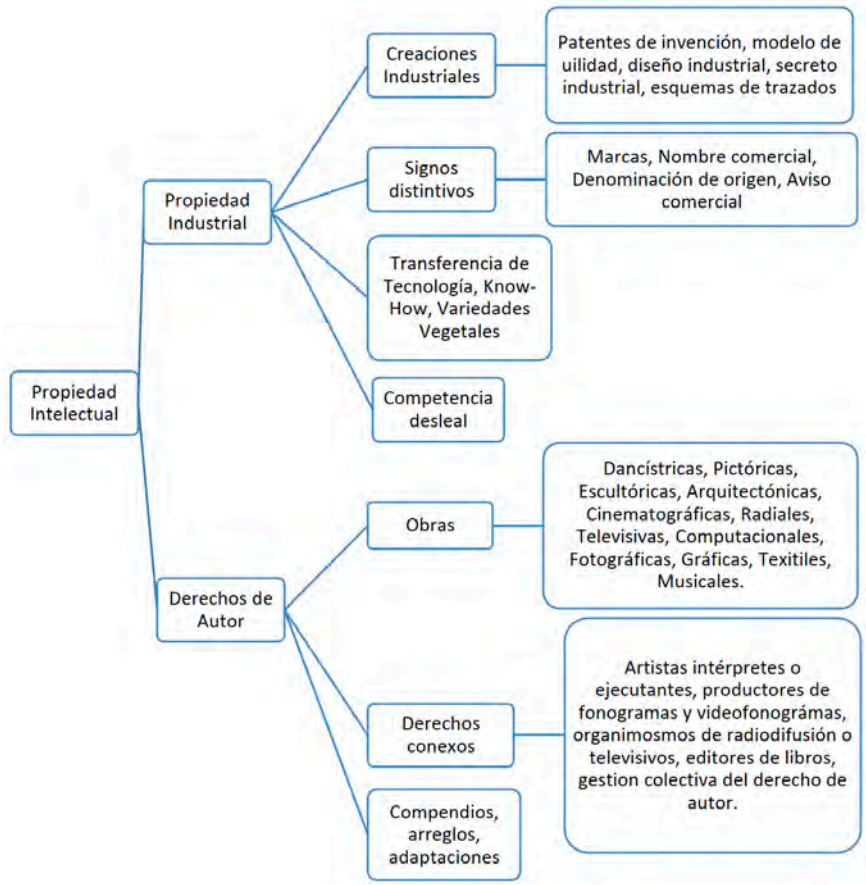 Creaciones
Industriales
Patentes de invención, modelo de
uilidad, diseño industrial, secreto
industrial, esquemas de trazados
Signos
distintivos
Marcas, Nombre comercial,
Denominación de origen, Aviso
comercial
Propiedad
Industrial
Transferencia de
Tecnología, Know-
How, Variedades
Vegetales
Propiedad
Intelectual
Competencia
desleal
Obras
Dancístricas, Pictóricas,
Escultóricas, Arquitectónicas,
Cinematográficas, Radiales,
Televisivas, Computacionales,
Fotográficas, Gráficas, Texitiles,
Musicales.
Derechos de
Autor
Derechos
conexos
Artistas intérpretes o
ejecutantes, productores de
fonogramas y videofonográmas,
organimosmos de radiodifusión o
televisivos, editores de libros,
gestion colectiva del derecho de
autor.
Compendios,
arreglos,
adaptaciones